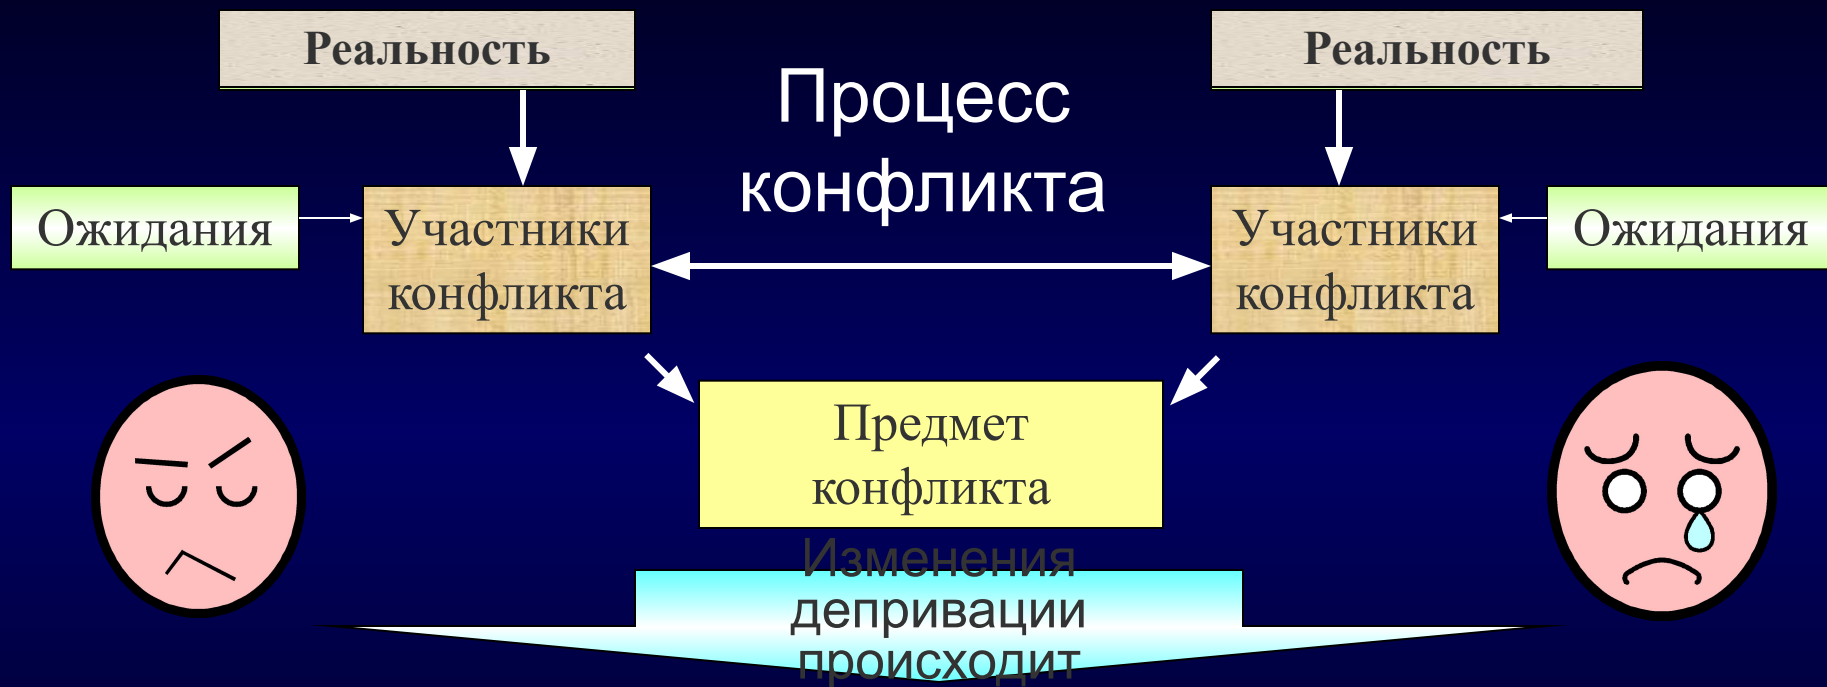 Реальность
Реальность
Процесс
конфликта
Ожидания
Участники
конфликта
Участники
конфликта
Ожидания
Предмет
конфликта
Изменения
депривации
происходит